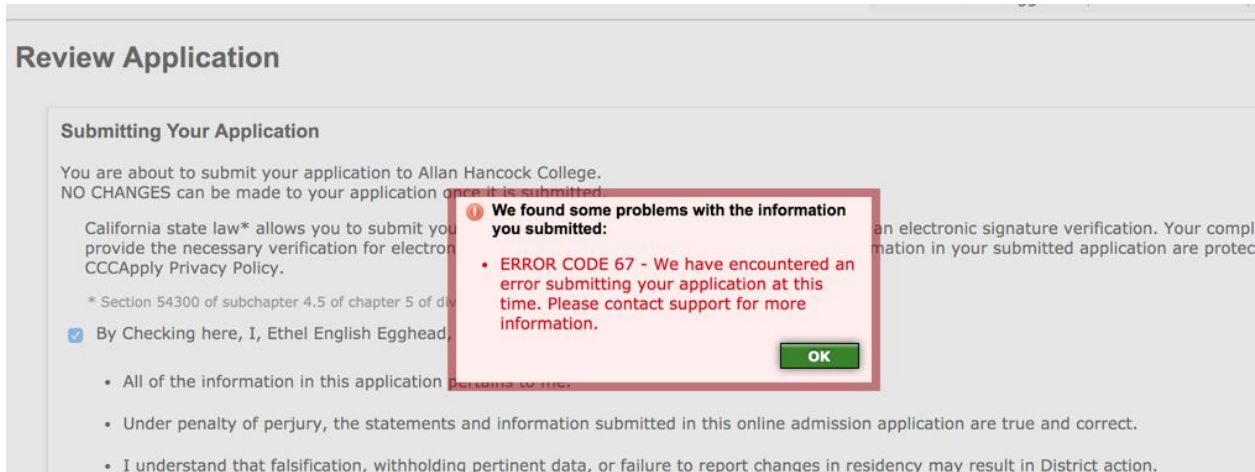 Review Application
Submitting Your Application
You are about to submit your application to Allan Hancock College.
NO CHANGES can be made to your application once it is submitted.
We found some problems with the information
you submitted:
California state law* allows you to submit you
an electronic signature verification. Your compl
provide the necessary verification for electron
mation in your submitted application are protec
CCCApply Privacy Policy.
• ERROR CODE 67 - We have encountered an
error submitting your application at this
time. Please contact support for more
information.
* Section 54300 of subchapter 4.5 of chapter 5 of div
By Checking here, I, Ethel English Egghead,
OK
• All of the information in this application pertains to me.
• Under penalty of perjury, the statements and information submitted in this online admission application are true and correct.
• I understand that falsification, withholding pertinent data, or failure to report changes in residency may result in District action.